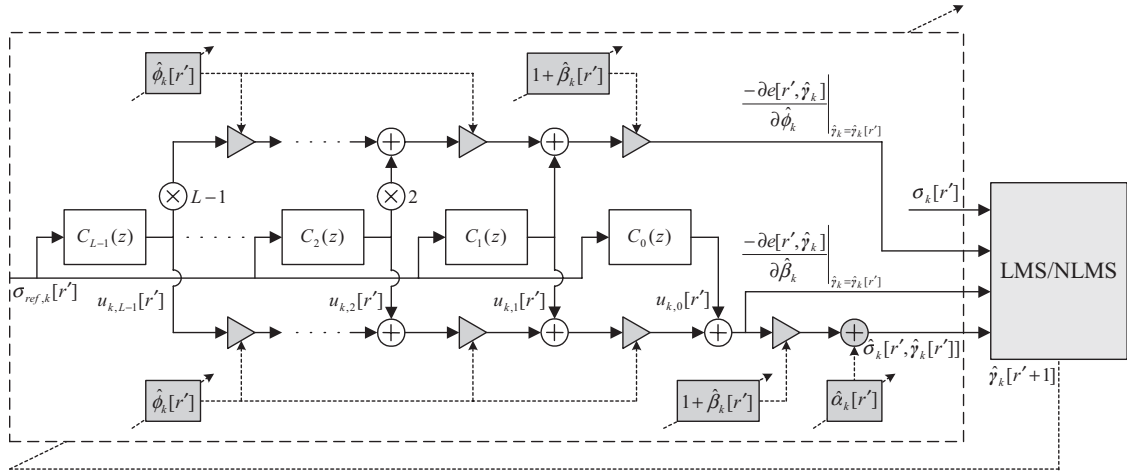 φ̂_k[r′]
1+β̂_k[r′]
−∂e[r′,γ̂_k]
∂φ̂_k
γ̂_k=γ̂_k[r′]
L−1
2
σ_k[r′]
C_{L−1}(z)
C_2(z)
C_1(z)
C_0(z)
−∂e[r′,γ̂_k]
∂β̂_k
γ̂_k=γ̂_k[r′]
LMS/NLMS
σ_{ref,k}[r′]
u_{k,L−1}[r′]
u_{k,2}[r′]
u_{k,1}[r′]
u_{k,0}[r′]
σ̂_k[r′,γ̂_k[r′]]
γ̂_k[r′+1]
φ̂_k[r′]
1+β̂_k[r′]
α̂_k[r′]